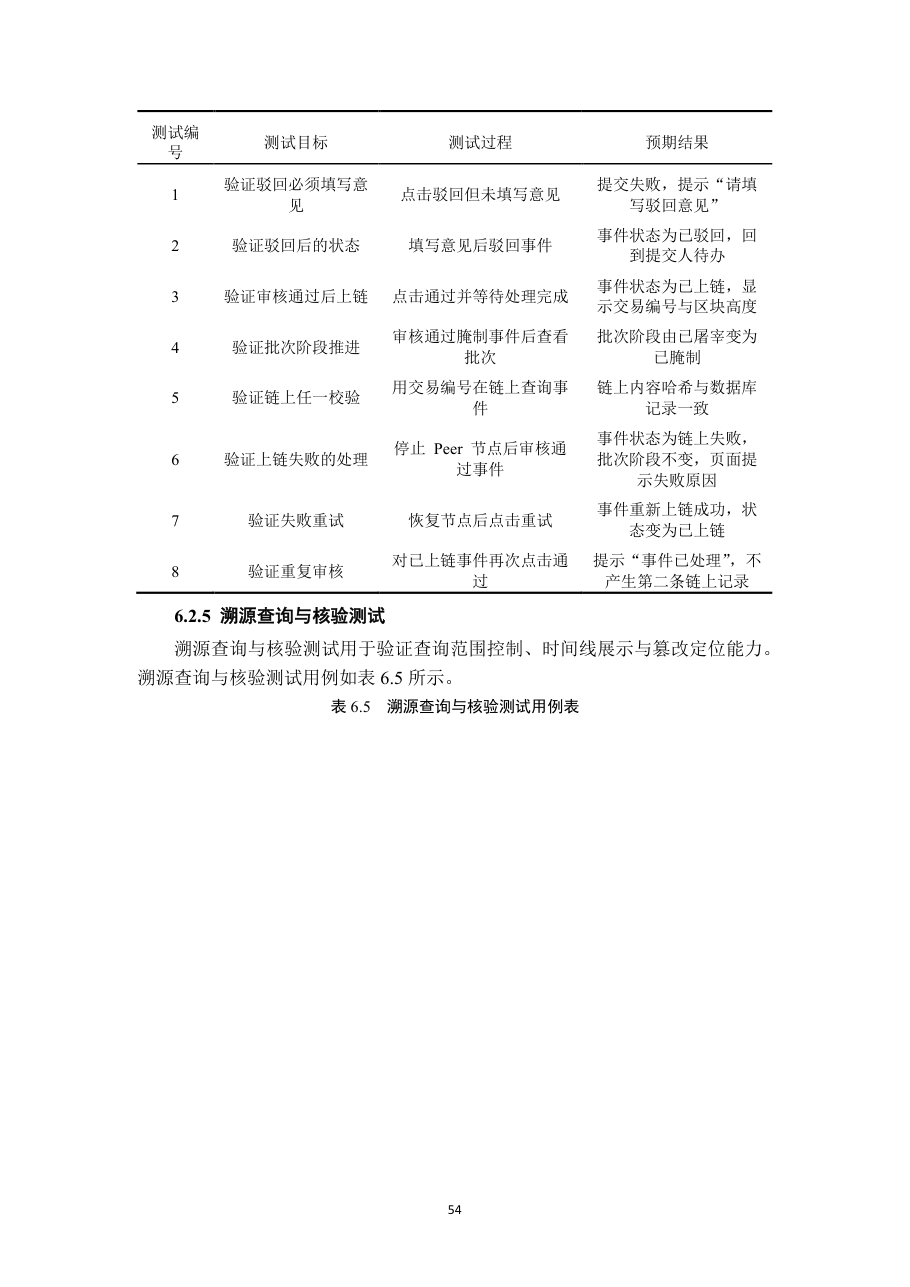 测试编
号
测试目标
测试过程
预期结果
1
验证驳回必须填写意
见
点击驳回但未填写意见
提交失败，提示“请填
写驳回意见”
2
验证驳回后的状态
填写意见后驳回事件
事件状态为已驳回，回
到提交人待办
3
验证审核通过后上链
点击通过并等待处理完成
事件状态为已上链，显
示交易编号与区块高度
4
验证批次阶段推进
审核通过腌制事件后查看
批次
批次阶段由已屠宰变为
已腌制
5
验证链上任一校验
用交易编号在链上查询事
件
链上内容哈希与数据库
记录一致
6
验证上链失败的处理
停止 Peer 节点后审核通
过事件
事件状态为链上失败，
批次阶段不变，页面提
示失败原因
7
验证失败重试
恢复节点后点击重试
事件重新上链成功，状
态变为已上链
8
验证重复审核
对已上链事件再次点击通
过
提示“事件已处理”，不
产生第二条链上记录
6.2.5 溯源查询与核验测试
溯源查询与核验测试用于验证查询范围控制、时间线展示与篡改定位能力。
溯源查询与核验测试用例如表 6.5 所示。
表 6.5 溯源查询与核验测试用例表
54